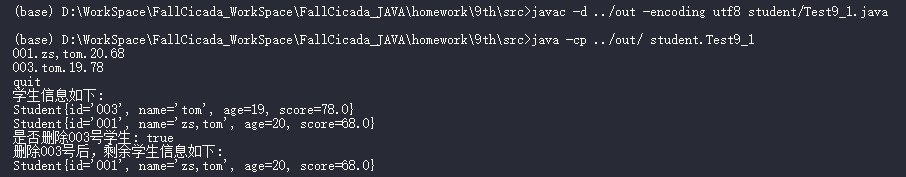 (base) D:\WorkSpace\FallCicada_WorkSpace\FallCicada_JAVA\homework\9th\src>javac -d ../out -encoding utf8 student/Test9_1.java
(base) D:\WorkSpace\FallCicada_WorkSpace\FallCicada_JAVA\homework\9th\src>java -cp ../out/ student.Test9_1
001.zs,tom.20.68
003.tom.19.78
quit
学生信息如下:
Student{id='003', name='tom', age=19, score=78.0}
Student{id='001', name='zs,tom', age=20, score=68.0}
是否删除003号学生: true
删除003号后，剩余学生信息如下:
Student{id='001', name='zs,tom', age=20, score=68.0}